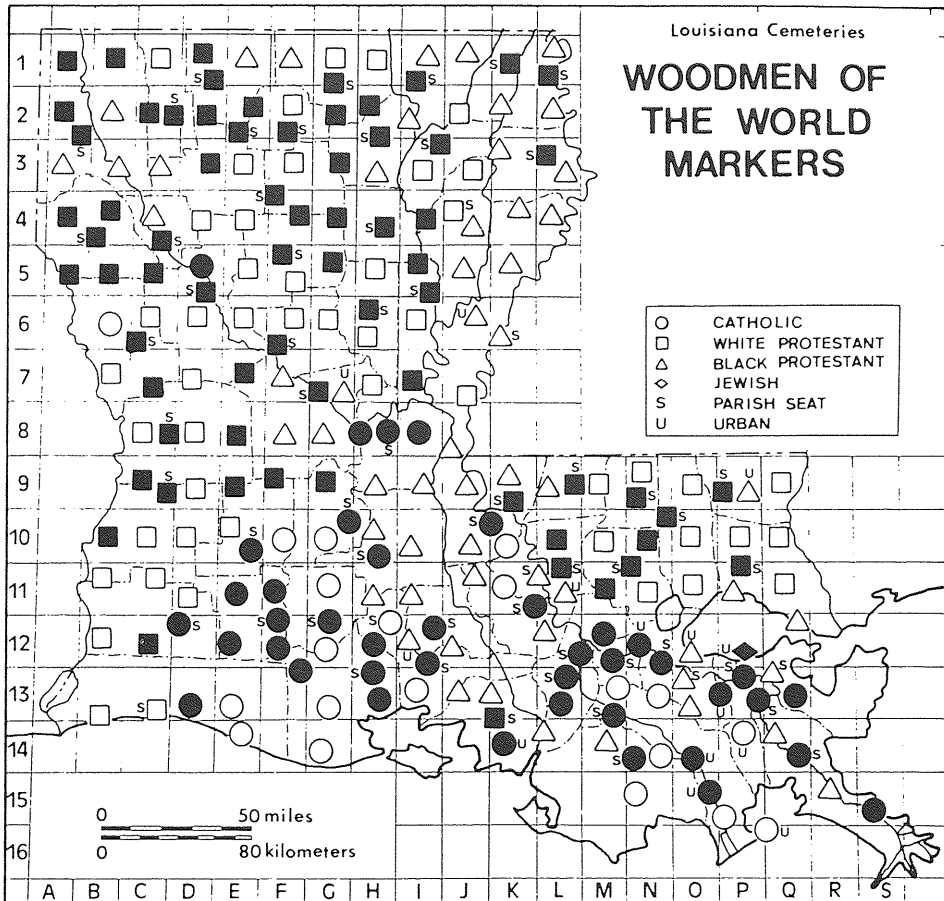 Louisiana Cemeteries
WOODMEN OF
THE WORLD
MARKERS
1 S S S S S
2 S S S S S S
3
4 S S S S S
5 S S S
6 S U S S S
7 U S
8 S S
9 S S U S S S S
10 S S S S S S
11 S S U S
12 S S S S U S N U U
13 S S S S S S U S S
14 S U S U U S
15 U
16 U
○ CATHOLIC
□ WHITE PROTESTANT
△ BLACK PROTESTANT
◇ JEWISH
S PARISH SEAT
U URBAN
0 50 miles
0 80 kilometers
A B C D E F G H I J K L M N O P Q R S